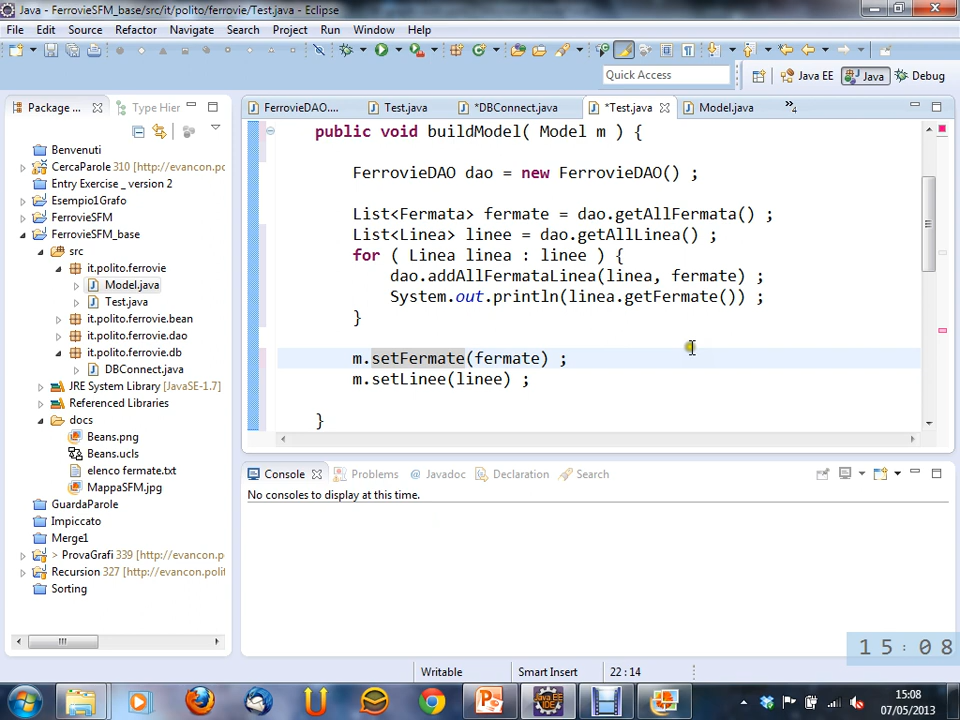 Java - FerrovieSFM_base/src/it/polito/ferrovie/Test.java - Eclipse
File Edit Source Refactor Navigate Search Project Run Window Help
Quick Access
Java EE Java Debug
Package ... Type Hier
FerrovieDAO.... Test.java *DBConnect.java *Test.java Model.java »4
Benvenuti
CercaParole 310 [http://evancon.po
Entry Exercise _ version 2
Esempio1Grafo
FerrovieSFM
FerrovieSFM_base
src
it.polito.ferrovie
Model.java
Test.java
it.polito.ferrovie.bean
it.polito.ferrovie.dao
it.polito.ferrovie.db
DBConnect.java
JRE System Library [JavaSE-1.7]
Referenced Libraries
docs
Beans.png
Beans.ucls
elenco fermate.txt
MappaSFM.jpg
GuardaParole
Impiccato
Merge1
> ProvaGrafi 339 [http://evancon.p
Recursion 327 [http://evancon.polit
Sorting
public void buildModel( Model m ) {
FerrovieDAO dao = new FerrovieDAO() ;
List<Fermata> fermate = dao.getAllFermata() ;
List<Linea> linee = dao.getAllLinea() ;
for ( Linea linea : linee ) {
dao.addAllFermataLinea(linea, fermate) ;
System.out.println(linea.getFermate()) ;
}
m.setFermate(fermate) ;
m.setLinee(linee) ;
}
Console Problems @ Javadoc Declaration Search
No consoles to display at this time.
15:08
Writable Smart Insert 22 : 14
15:08
07/05/2013